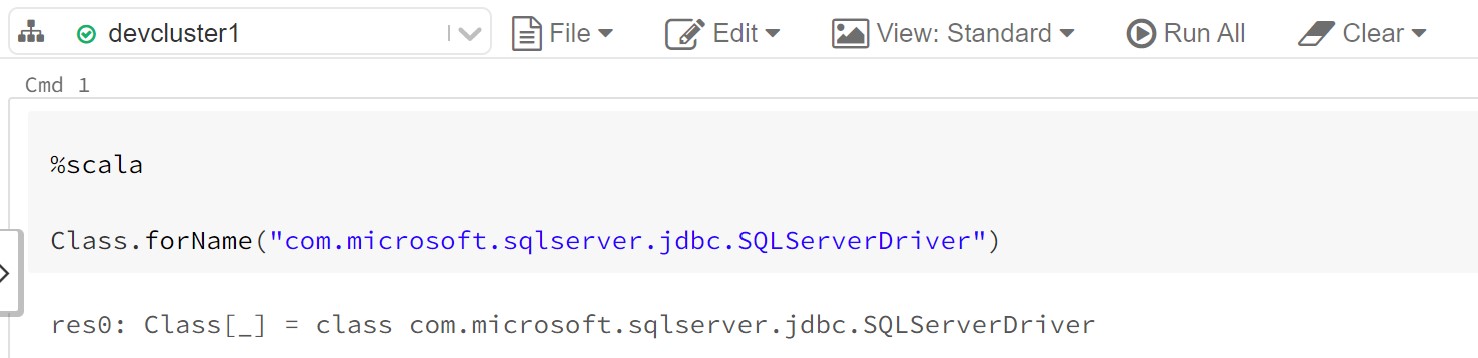 devcluster1 File Edit View: Standard Run All Clear
Cmd 1
%scala
Class.forName("com.microsoft.sqlserver.jdbc.SQLServerDriver")
res0: Class[_] = class com.microsoft.sqlserver.jdbc.SQLServerDriver